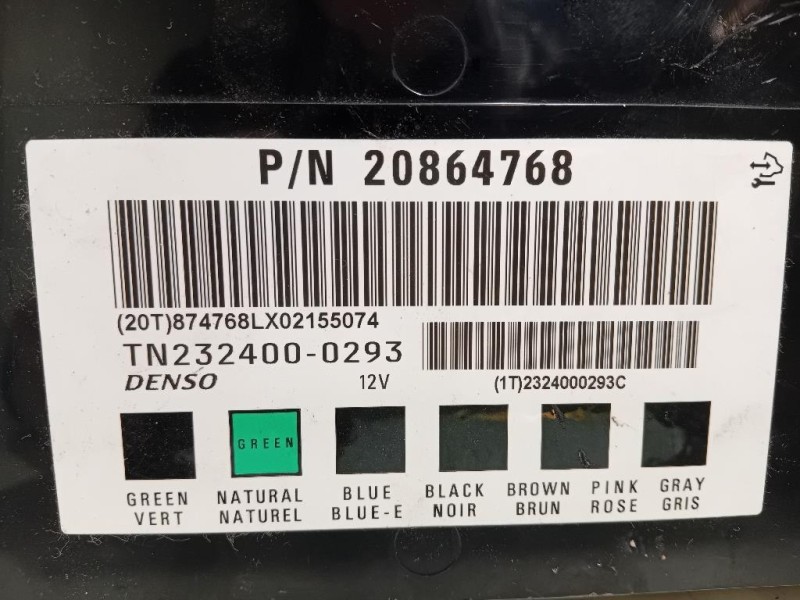 P/N 20864768
(20T)874768LX02155074
TN232400-0293
DENSO 12V (1T)2324000293C
GREEN
GREEN NATURAL BLUE BLACK BROWN PINK GRAY
VERT NATUREL BLUE-E NOIR BRUN ROSE GRIS